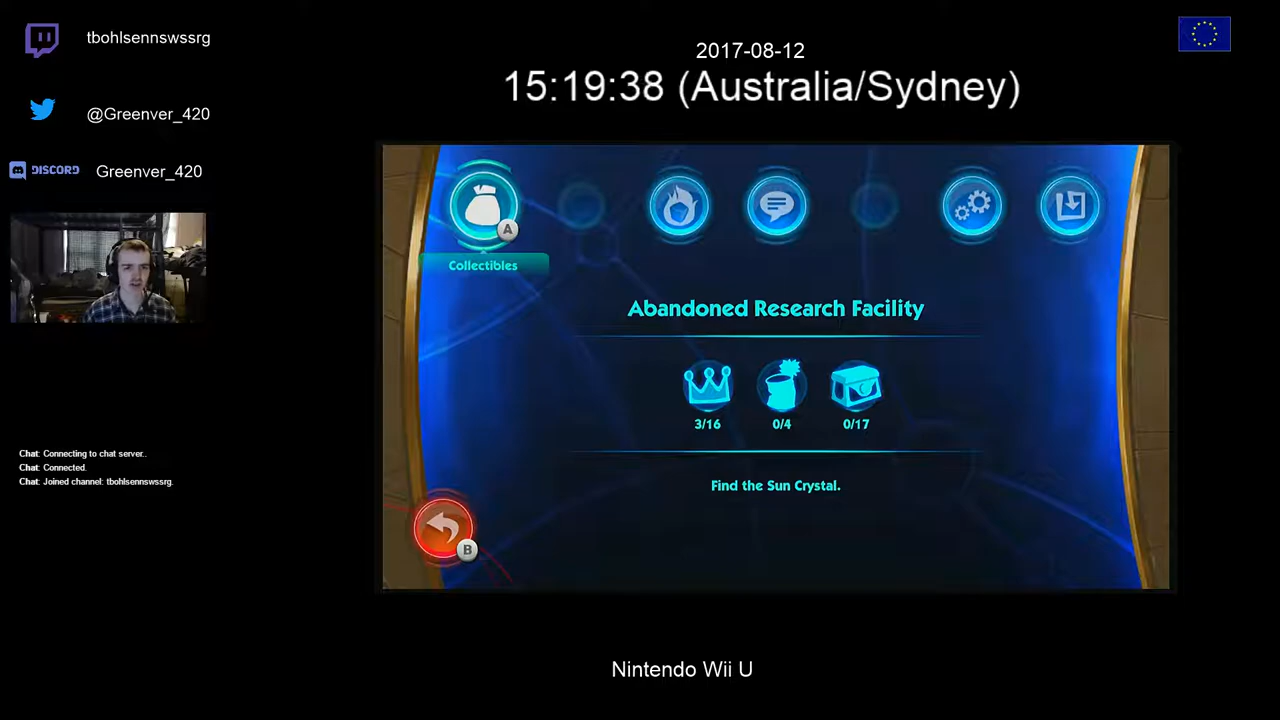 tbohlsennswssrg
@Greenver_420
DISCORD Greenver_420
2017-08-12
15:19:38 (Australia/Sydney)
A
Collectibles
Abandoned Research Facility
3/16 0/4 0/17
Find the Sun Crystal.
B
Chat: Connecting to chat server..
Chat: Connected.
Chat: Joined channel: tbohlsennswssrg.
Nintendo Wii U